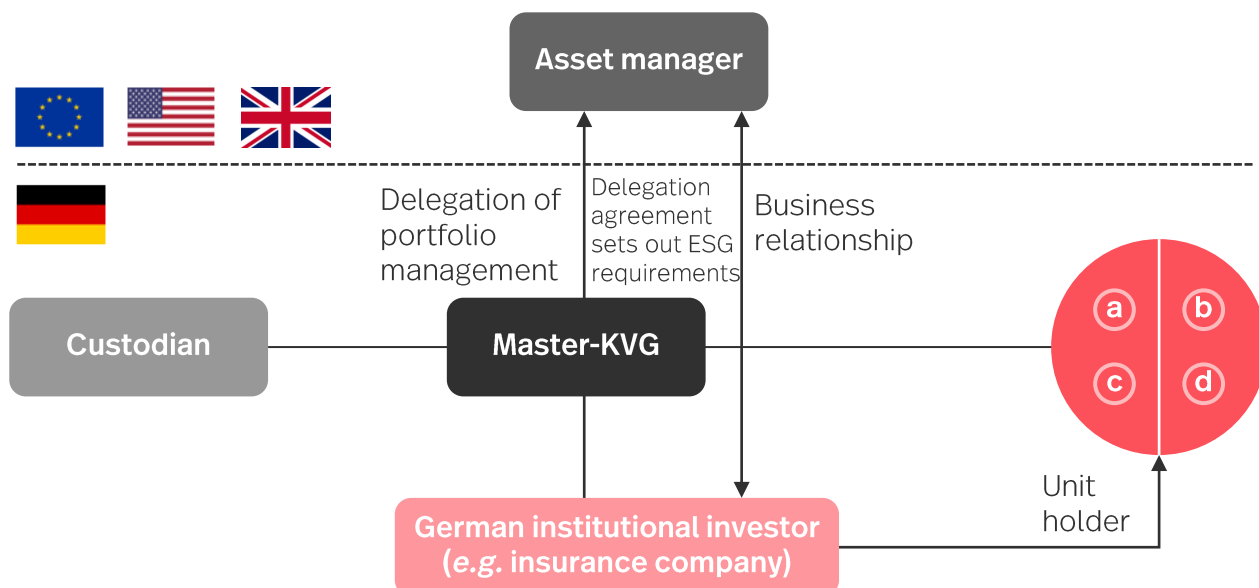 Asset manager
Delegation of
portfolio
management
Delegation
agreement
sets out ESG
requirements
Business
relationship
Custodian
Master-KVG
a
b
c
d
Unit
holder
German institutional investor
(e.g. insurance company)